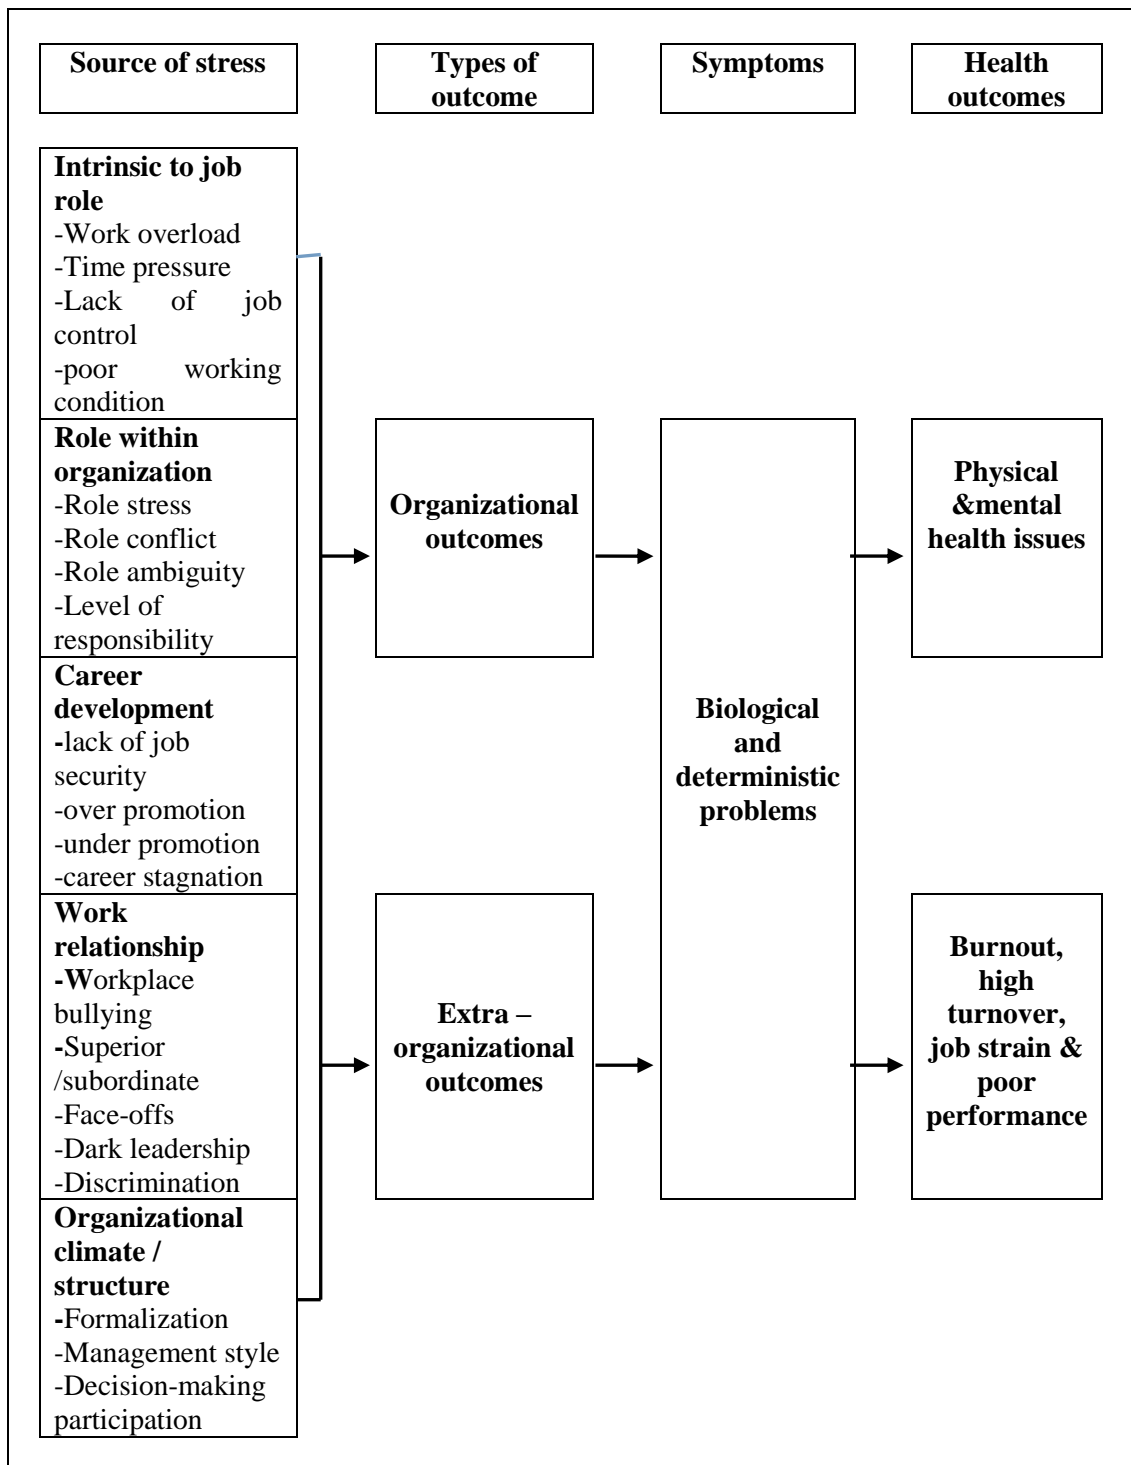 Source of stress
Types of
outcome
Symptoms
Health
outcomes
Intrinsic to job
role
-Work overload
-Time pressure
-Lack of job
control
-poor working
condition
Role within
organization
-Role stress
-Role conflict
-Role ambiguity
-Level of
responsibility
Career
development
-lack of job
security
-over promotion
-under promotion
-career stagnation
Work
relationship
-Workplace
bullying
-Superior
/subordinate
-Face-offs
-Dark leadership
-Discrimination
Organizational
climate /
structure
-Formalization
-Management style
-Decision-making
participation
Organizational
outcomes
Extra –
organizational
outcomes
Biological
and
deterministic
problems
Physical
&mental
health issues
Burnout,
high
turnover,
job strain &
poor
performance